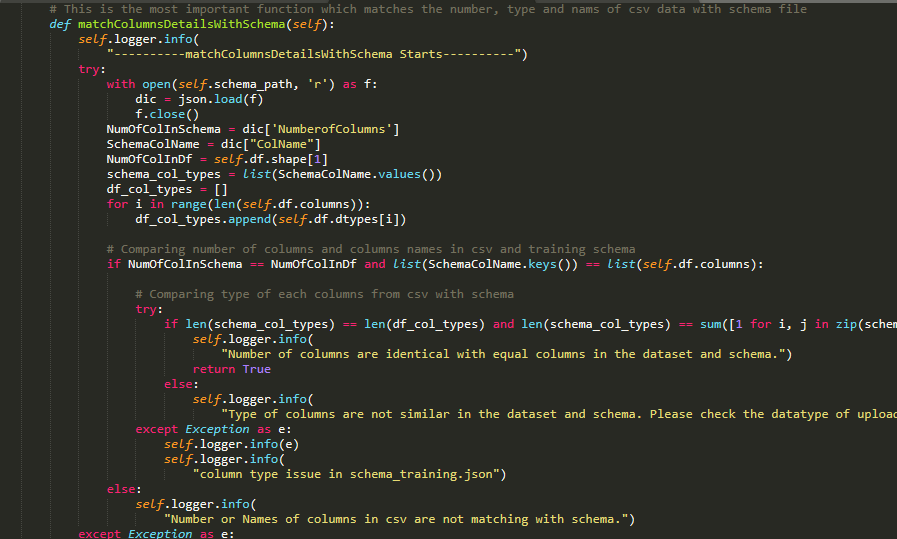 # This is the most important function which matches the number, type and nams of csv data with schema file
def matchColumnsDetailsWithSchema(self):
self.logger.info(
"----------matchColumnsDetailsWithSchema Starts----------")
try:
with open(self.schema_path, 'r') as f:
dic = json.load(f)
f.close()
NumOfColInSchema = dic['NumberofColumns']
SchemaColName = dic["ColName"]
NumOfColInDf = self.df.shape[1]
schema_col_types = list(SchemaColName.values())
df_col_types = []
for i in range(len(self.df.columns)):
df_col_types.append(self.df.dtypes[i])
# Comparing number of columns and columns names in csv and training schema
if NumOfColInSchema == NumOfColInDf and list(SchemaColName.keys()) == list(self.df.columns):
# Comparing type of each columns from csv with schema
try:
if len(schema_col_types) == len(df_col_types) and len(schema_col_types) == sum([1 for i, j in zip(schem
self.logger.info(
"Number of columns are identical with equal columns in the dataset and schema.")
return True
else:
self.logger.info(
"Type of columns are not similar in the dataset and schema. Please check the datatype of upload
except Exception as e:
self.logger.info(e)
self.logger.info(
"column type issue in schema_training.json")
else:
self.logger.info(
"Number or Names of columns in csv are not matching with schema.")
except Exception as e: